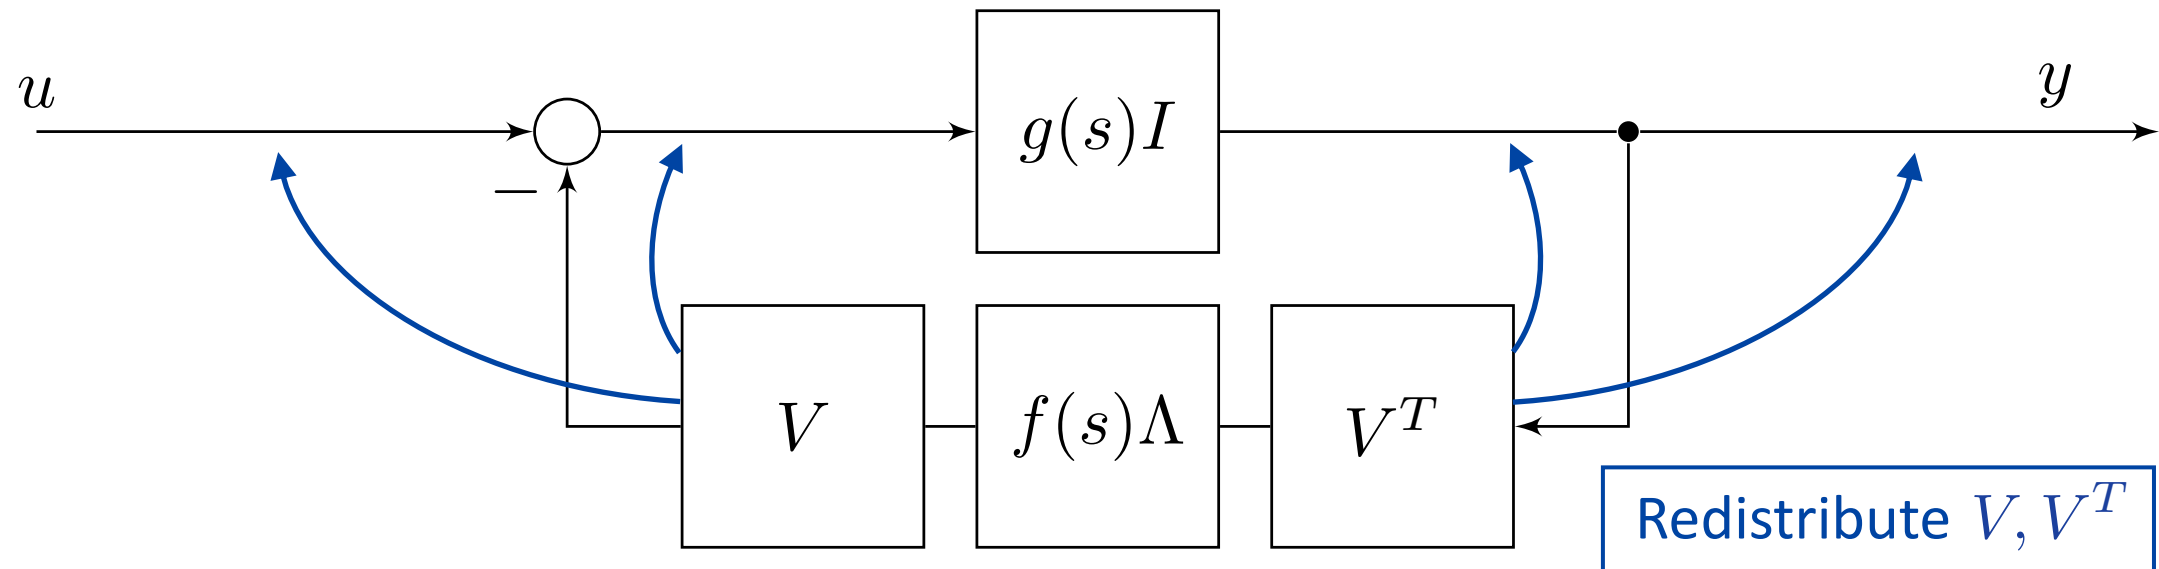 u
y
g(s)I
−
V
f(s)Λ
V^T
Redistribute V, V^T